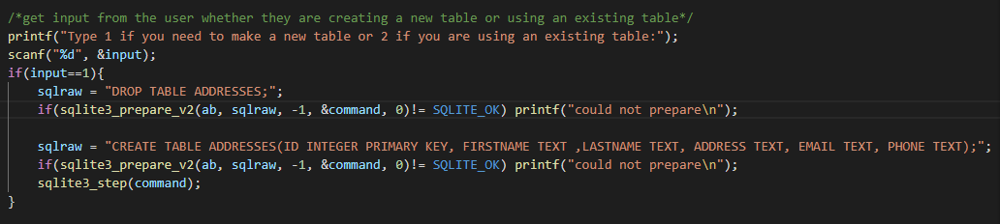 /*get input from the user whether they are creating a new table or using an existing table*/
printf("Type 1 if you need to make a new table or 2 if you are using an existing table:");
scanf("%d", &input);
if(input==1){
sqlraw = "DROP TABLE ADDRESSES;";
if(sqlite3_prepare_v2(ab, sqlraw, -1, &command, 0)!= SQLITE_OK) printf("could not prepare\n");
sqlraw = "CREATE TABLE ADDRESSES(ID INTEGER PRIMARY KEY, FIRSTNAME TEXT ,LASTNAME TEXT, ADDRESS TEXT, EMAIL TEXT, PHONE TEXT);";
if(sqlite3_prepare_v2(ab, sqlraw, -1, &command, 0)!= SQLITE_OK) printf("could not prepare\n");
sqlite3_step(command);
}